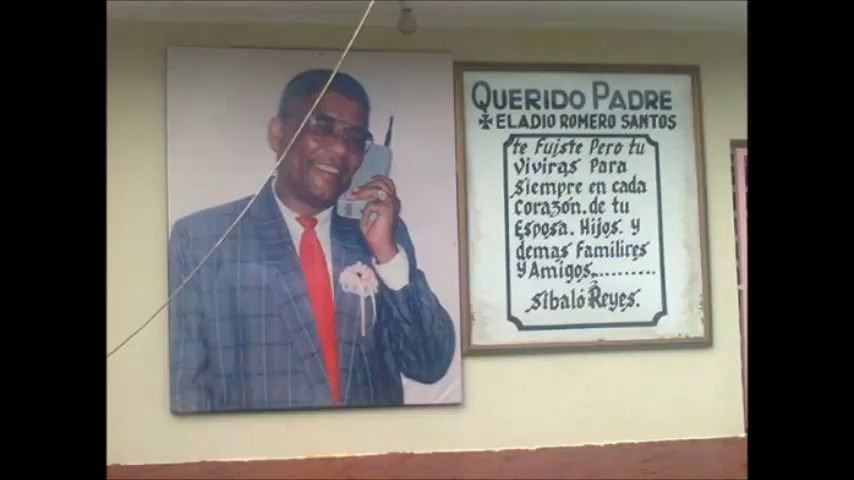 QUERIDO PADRE
✠ ELADIO ROMERO SANTOS
te Fuiste Pero tu
Viviras Para
Siempre en cada
Corazón. de tu
Esposa. Hijos. y
demas Familires
y Amigos..........
Sibaló Reyes.